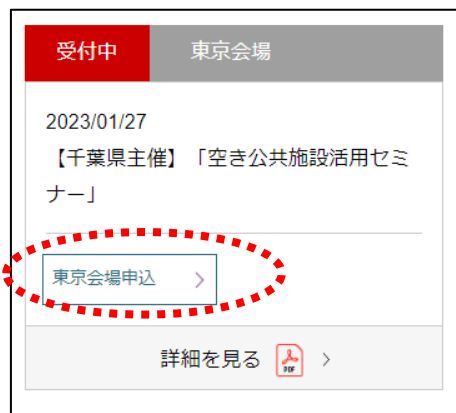 受付中 東京会場
2023/01/27
【千葉県主催】「空き公共施設活用セミ
ナー」
東京会場申込 >
詳細を見る PDF >